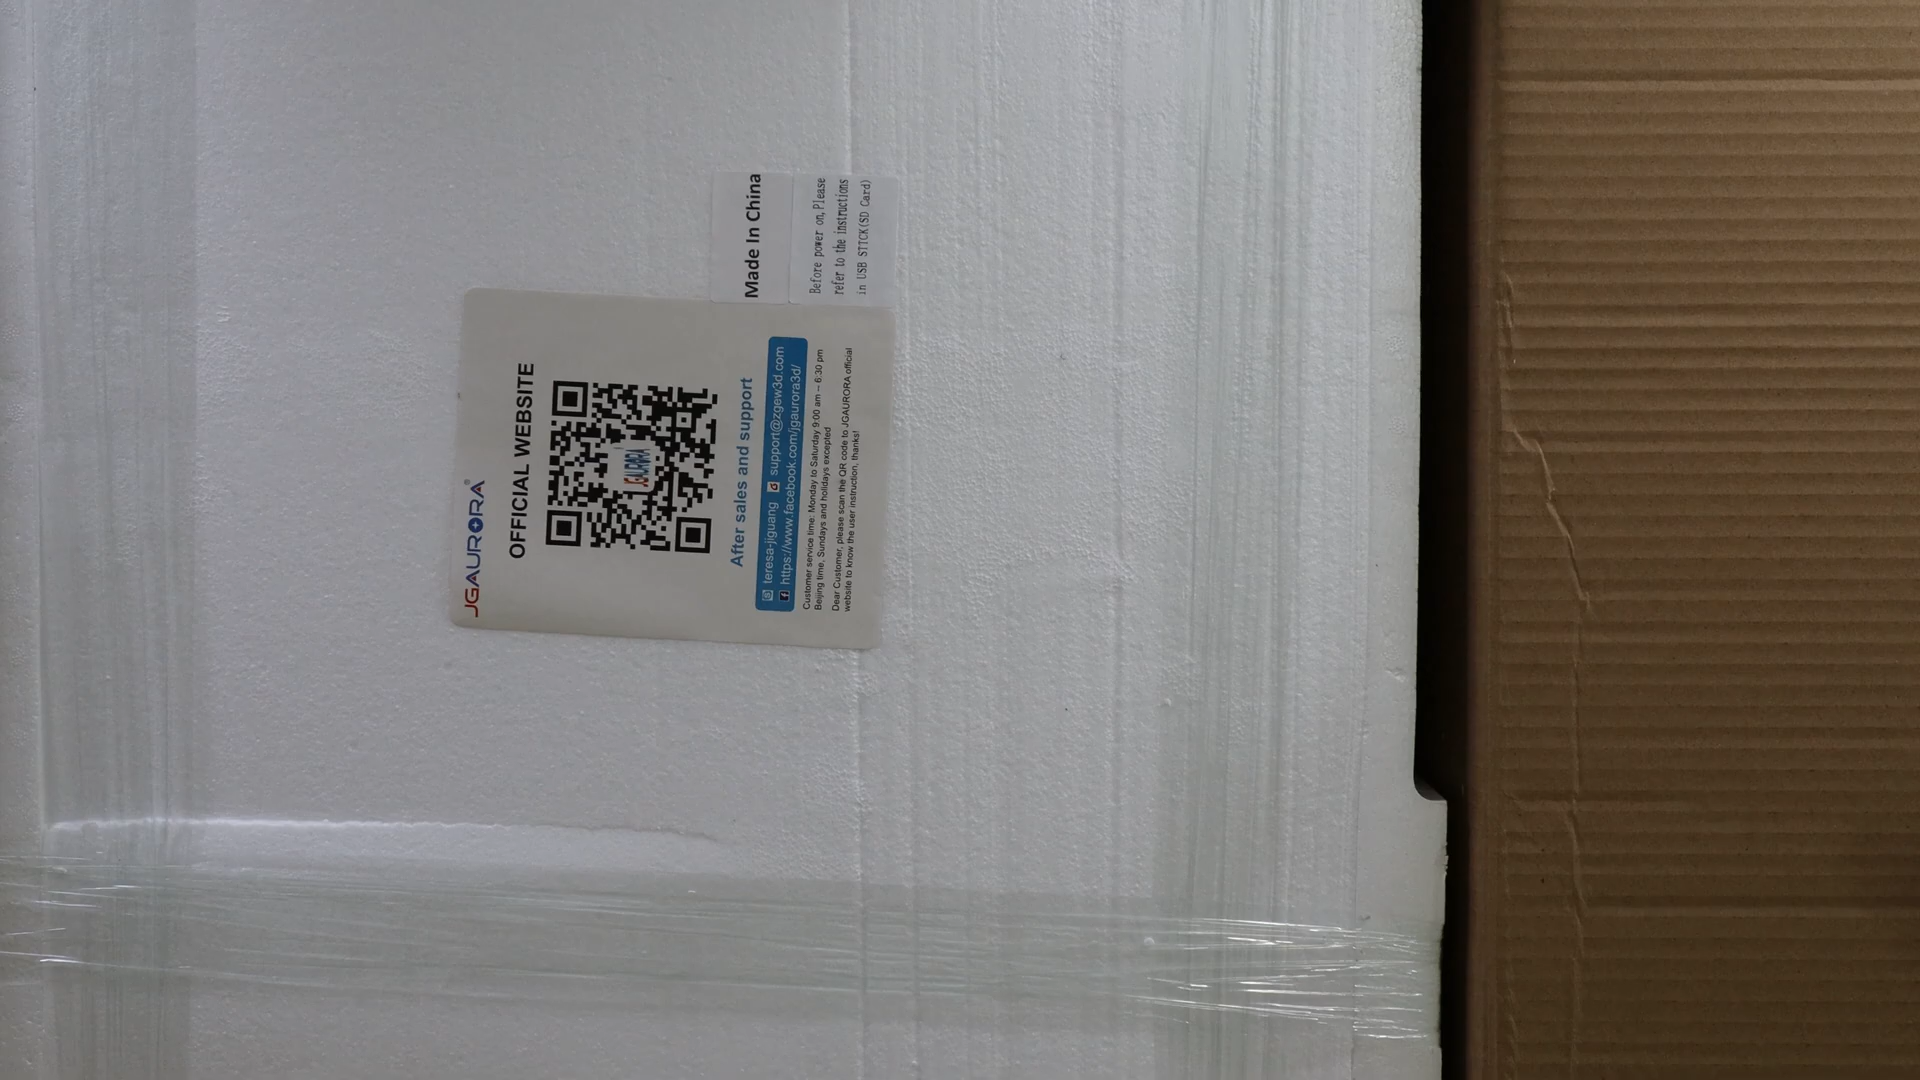 JGAURORA®
OFFICIAL WEBSITE
JGAURORA
After sales and support
teresa-jiguang support@zgew3d.com
https://www.facebook.com/jgaurora3d/
Customer service time: Monday to Saturday 9:00 am – 6:30 pm
Beijing time, Sundays and holidays excepted
Dear Customer, please scan the QR code to JGAURORA official
website to know the user instruction, thanks!
Made In China
Before power on,Please
refer to the instructions
in USB STICK(SD Card)